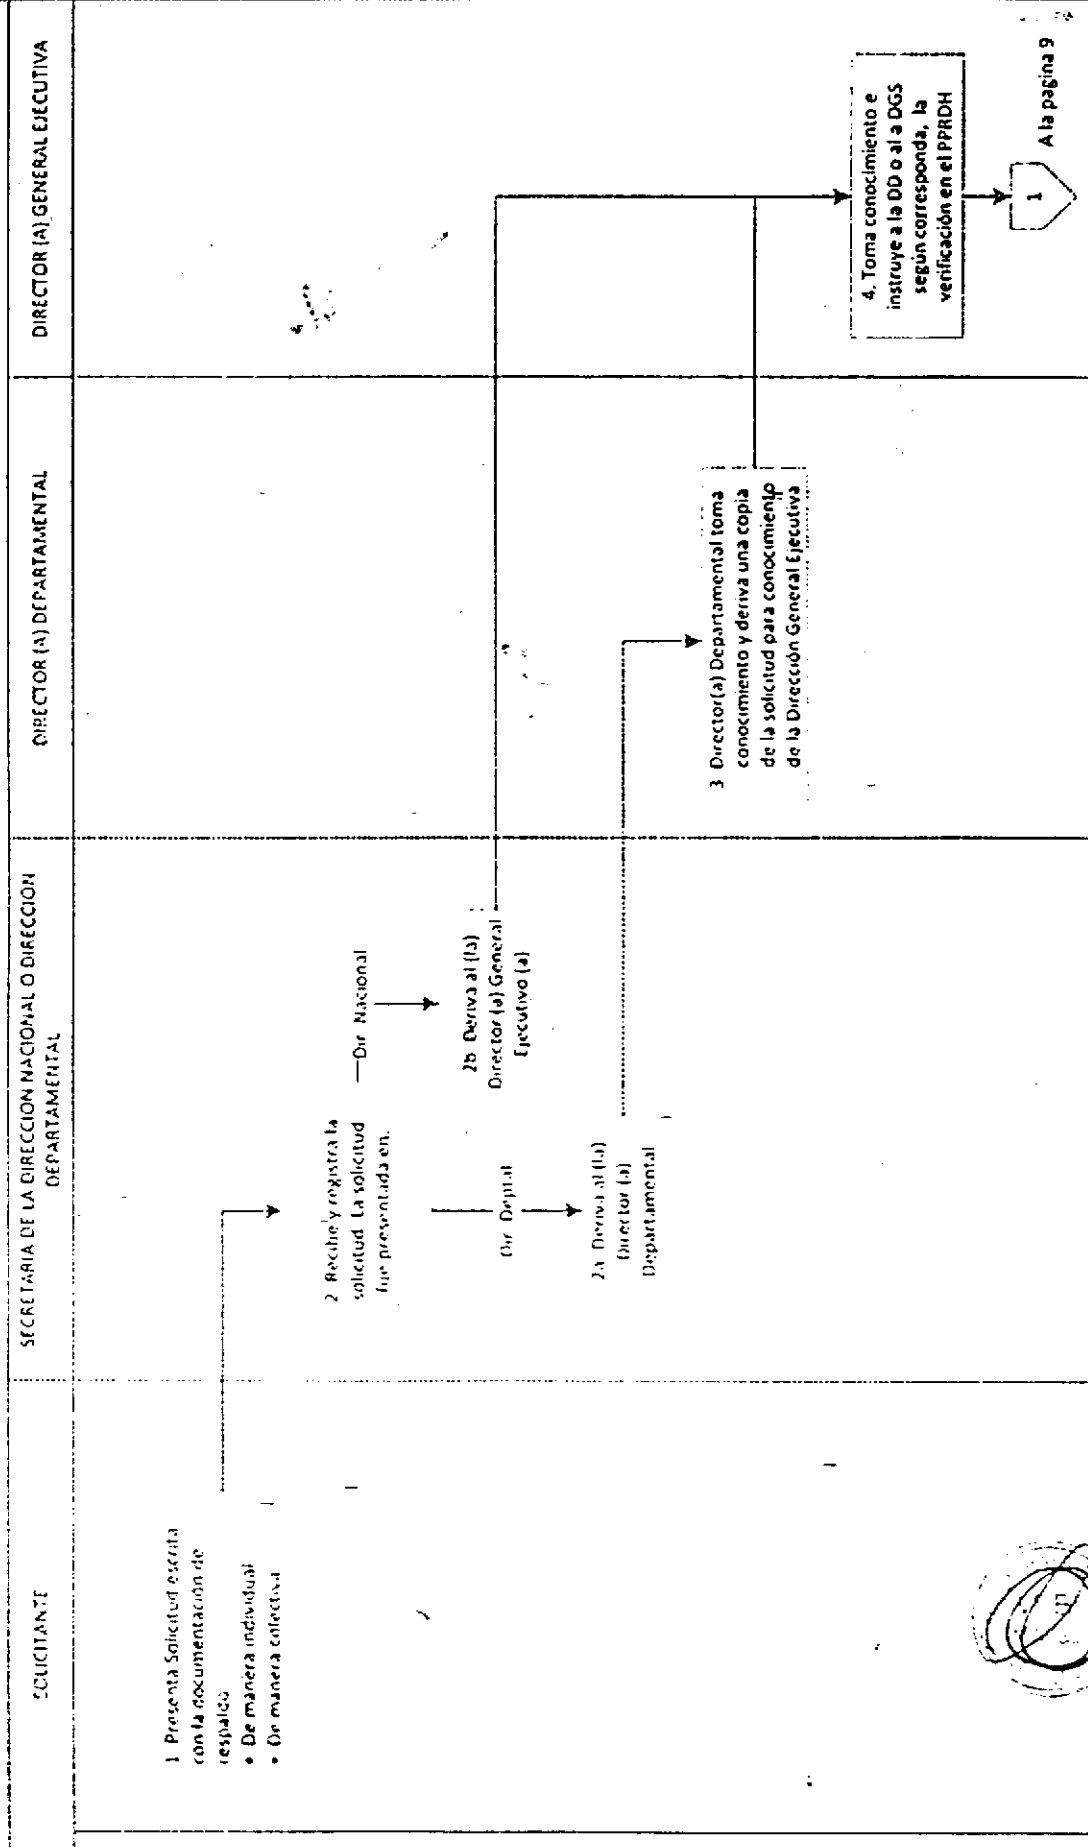 SOLICITANTE
SECRETARIA DE LA DIRECCION NACIONAL O DIRECCION
DEPARTAMENTAL
DIRECTOR (A) DEPARTAMENTAL
DIRECTOR (A) GENERAL EJECUTIVA
1 Presenta Solicitud escrita
con la documentación de
respaldo
• De manera individual
• De manera colectiva
2 Recibe y registra la
solicitud La solicitud
fue presentada en.
Dir Nacional
Dir Deptal
2b Deriva al (la)
Director (a) General
Ejecutivo (a)
2a Deriva al (la)
Director (a)
Departamental
3 Director(a) Departamental toma
conocimiento y deriva una copia
de la solicitud para conocimiento
de la Dirección General Ejecutiva
4. Toma conocimiento e
instruye a la DD o al a DGS
según corresponda, la
verificación en el PPRDH
1
A la pagina 9